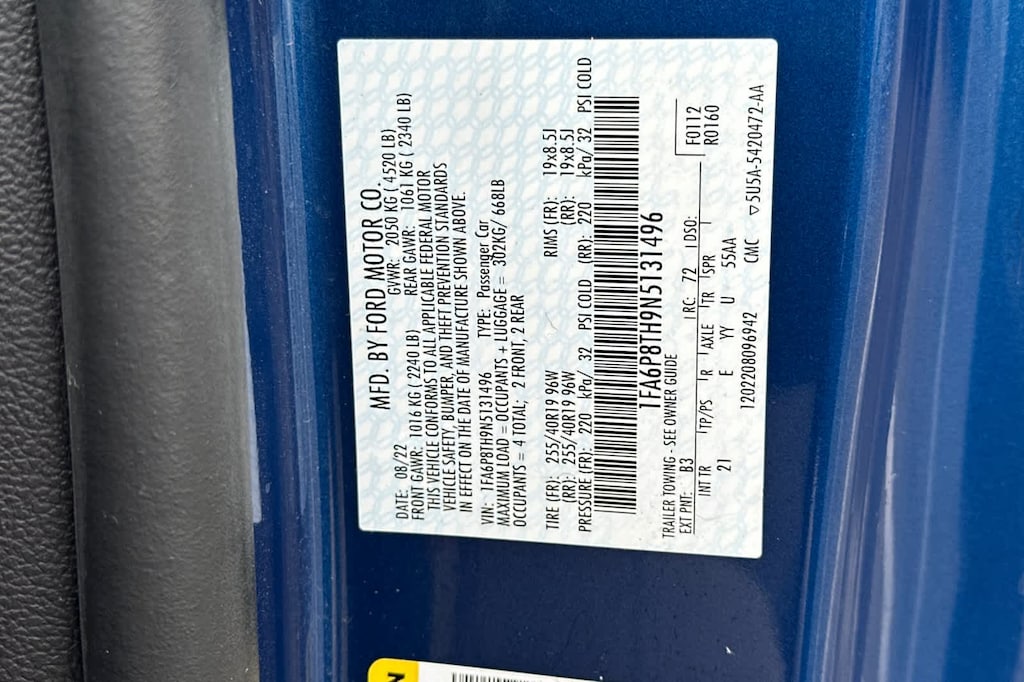 MFD. BY FORD MOTOR CO.
DATE: 08/22 GVWR: 2050 KG ( 4520 LB)
FRONT GAWR: 1016 KG ( 2240 LB) REAR GAWR: 1061 KG ( 2340 LB)
THIS VEHICLE CONFORMS TO ALL APPLICABLE FEDERAL MOTOR
VEHICLE SAFETY, BUMPER, AND THEFT PREVENTION STANDARDS
IN EFFECT ON THE DATE OF MANUFACTURE SHOWN ABOVE.
VIN: 1FA6P8TH9N5131496 TYPE: Passenger Car
MAXIMUM LOAD = OCCUPANTS + LUGGAGE = 302KG/ 668LB
OCCUPANTS = 4 TOTAL; 2 FRONT, 2 REAR
TIRE (FR): 255/40R19 96W RIMS (FR): 19x8.5J
(RR): 255/40R19 96W (RR): 19x8.5J
PRESSURE (FR): 220 kPa/ 32 PSI COLD (RR): 220 kPa/ 32 PSI COLD
1FA6P8TH9N5131496
TRAILER TOWING - SEE OWNER GUIDE
F0112
R0160
EXT PNT: B3 RC: 72 DSO:
INT TR TP/PS R AXLE TR SPR
21 E YY U 55AA
120220809 6942 CMC ▽5U5A-5420472-AA
N